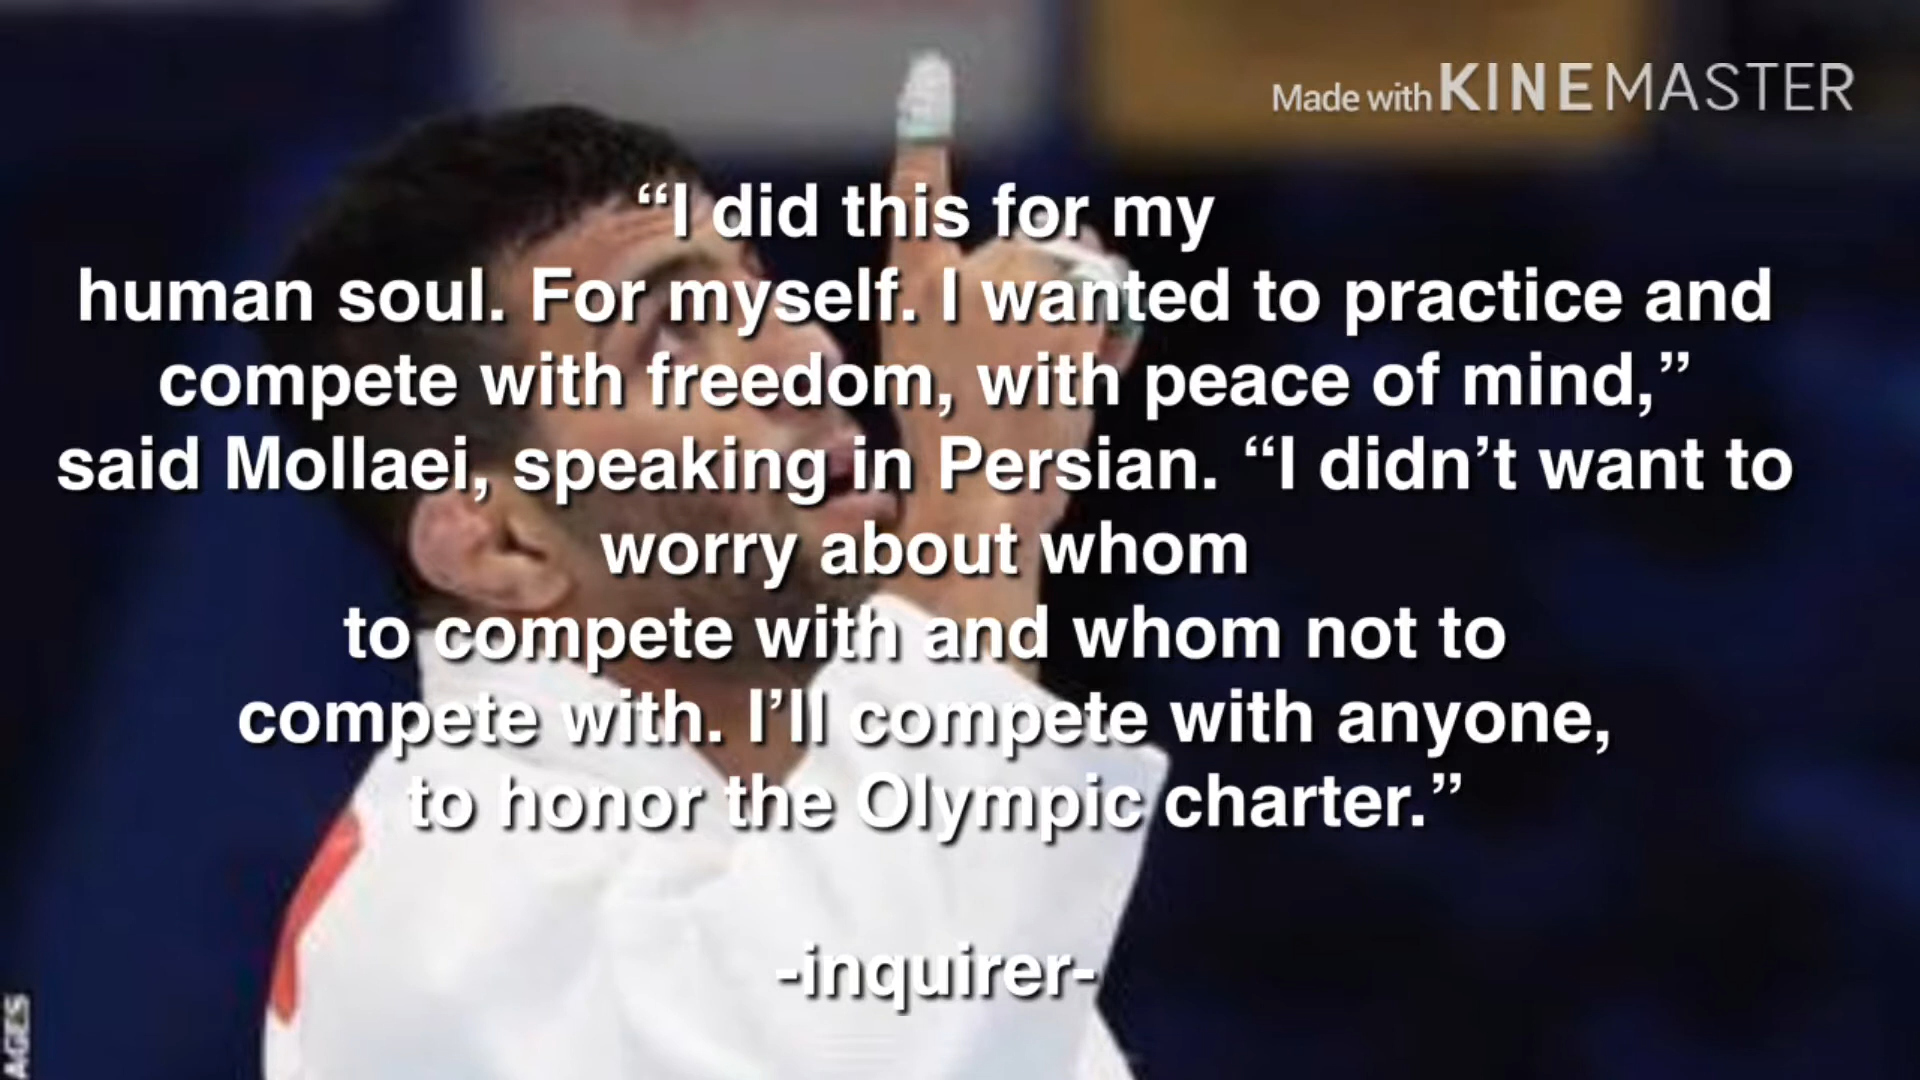 Made with KINEMASTER
“I did this for my
human soul. For myself. I wanted to practice and
compete with freedom, with peace of mind,”
said Mollaei, speaking in Persian. “I didn’t want to
worry about whom
to compete with and whom not to
compete with. I’ll compete with anyone,
to honor the Olympic charter.”
-inquirer-
AGES